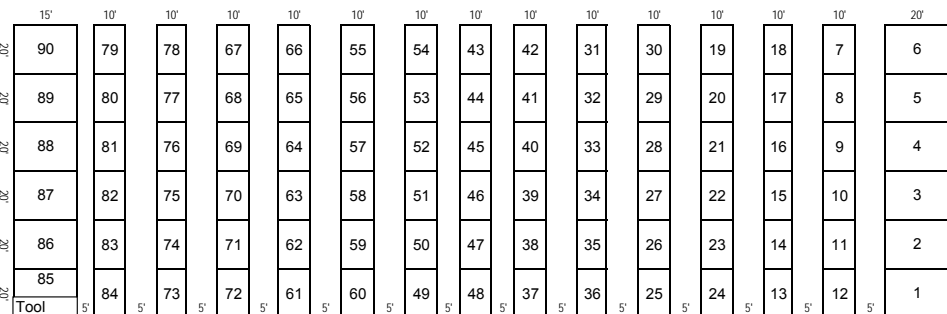 15' 10' 10' 10' 10' 10' 10' 10' 10' 10' 10' 10' 10' 10' 20'
20' 90 79 78 67 66 55 54 43 42 31 30 19 18 7 6
20' 89 80 77 68 65 56 53 44 41 32 29 20 17 8 5
20' 88 81 76 69 64 57 52 45 40 33 28 21 16 9 4
20' 87 82 75 70 63 58 51 46 39 34 27 22 15 10 3
20' 86 83 74 71 62 59 50 47 38 35 26 23 14 11 2
85
20' 84 73 72 61 60 49 48 37 36 25 24 13 12 1
Tool 5' 5' 5' 5' 5' 5' 5' 5' 5' 5' 5' 5'